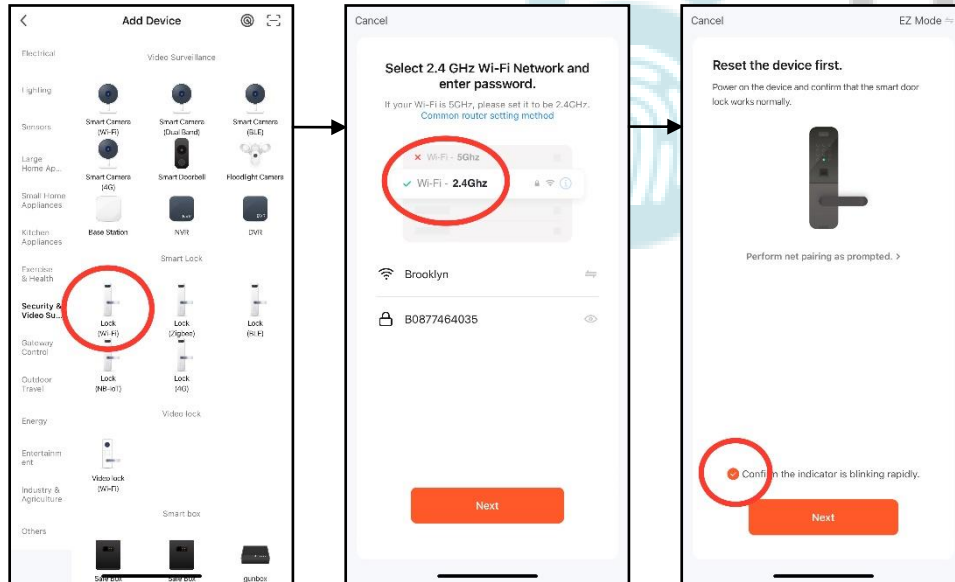 Add Device
Electrical
Lighting
Sensors
Large
Home Ap...
Small Home
Appliances
Kitchen
Appliances
Exercise
& Health
Security &
Video Su...
Gateway
Control
Outdoor
Travel
Energy
Entertainm
ent
Industry &
Agriculture
Others
Video Surveillance
Smart Camera
(Wi-Fi)
Smart Camera
(Dual Band)
Smart Camera
(BLE)
Smart Camera
(4G)
Smart Doorbell
Floodlight Camera
Base Station
NVR
DVR
Smart Lock
Lock
(Wi-Fi)
Lock
(Zigbee)
Lock
(BLE)
Lock
(NB-IoT)
Lock
(4G)
Video lock
Video lock
(Wi-Fi)
Smart box
Safe Box
Safe Box
gunbox
Cancel
Select 2.4 GHz Wi-Fi Network and
enter password.
If your Wi-Fi is 5GHz, please set it to be 2.4GHz.
Common router setting method
Wi-Fi - 5Ghz
Wi-Fi - 2.4Ghz
Brooklyn
B0877464035
Next
Cancel
EZ Mode
Reset the device first.
Power on the device and confirm that the smart door
lock works normally.
Perform net pairing as prompted. >
Confirm the indicator is blinking rapidly.
Next